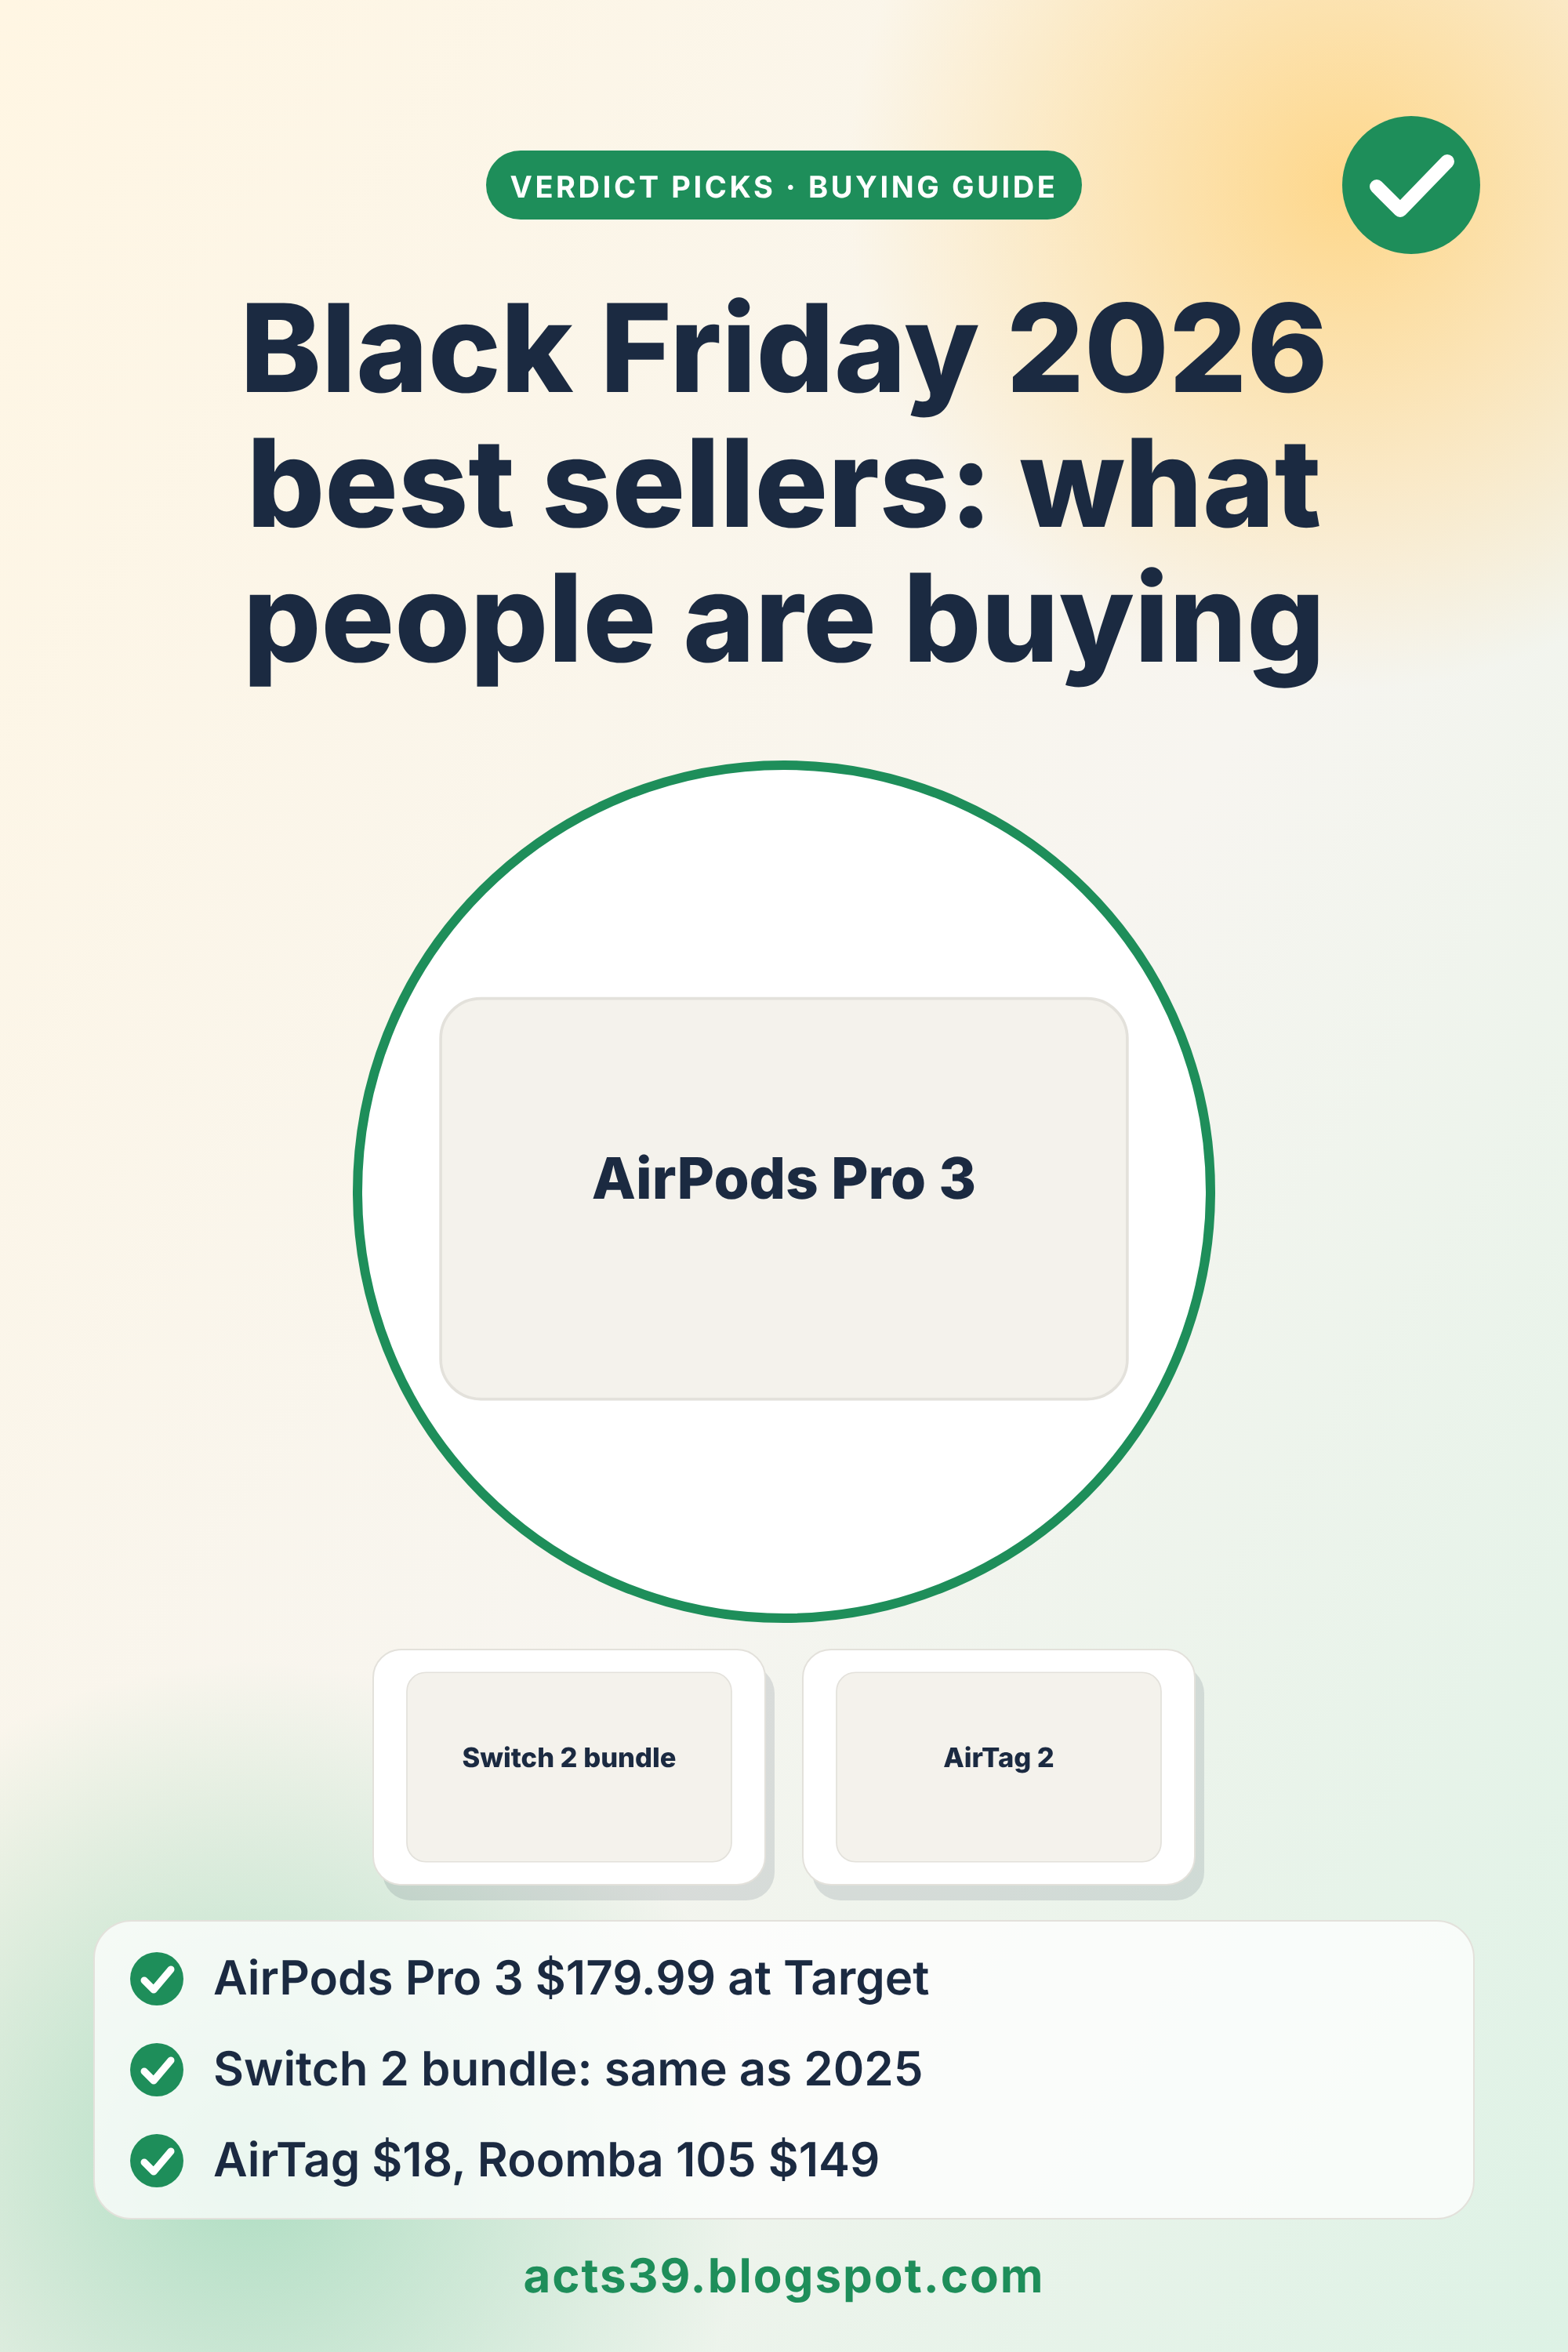 VERDICT PICKS · BUYING GUIDE
Black Friday 2026
best sellers: what
people are buying
AirPods Pro 3
Switch 2 bundle
AirTag 2
AirPods Pro 3 $179.99 at Target
Switch 2 bundle: same as 2025
AirTag $18, Roomba 105 $149
acts39.blogspot.com